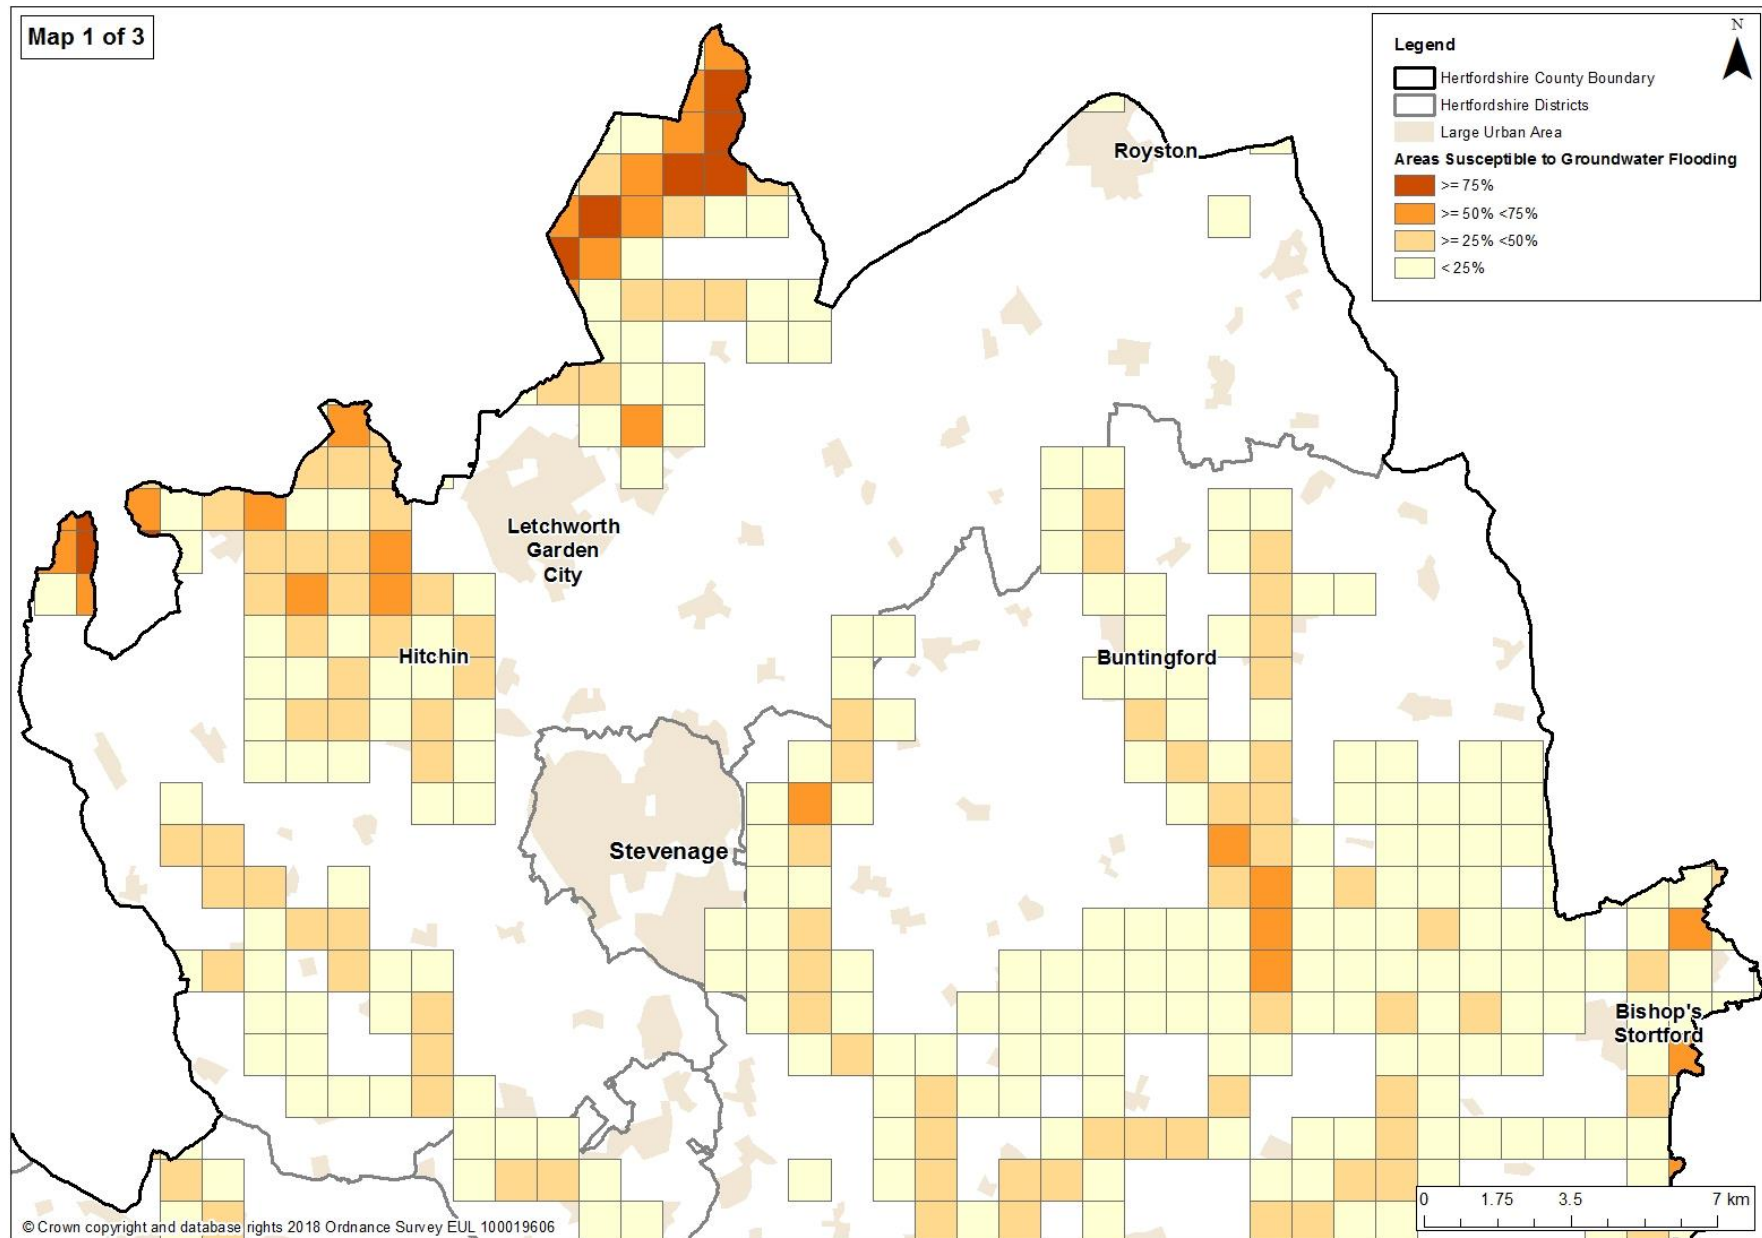 Map 1 of 3
N
Legend
Hertfordshire County Boundary
Hertfordshire Districts
Large Urban Area
Areas Susceptible to Groundwater Flooding
>= 75%
>= 50% <75%
>= 25% <50%
< 25%
Royston
Letchworth
Garden
City
Hitchin
Buntingford
Stevenage
Bishop's
Stortford
0 1.75 3.5 7 km
© Crown copyright and database rights 2018 Ordnance Survey EUL 100019606